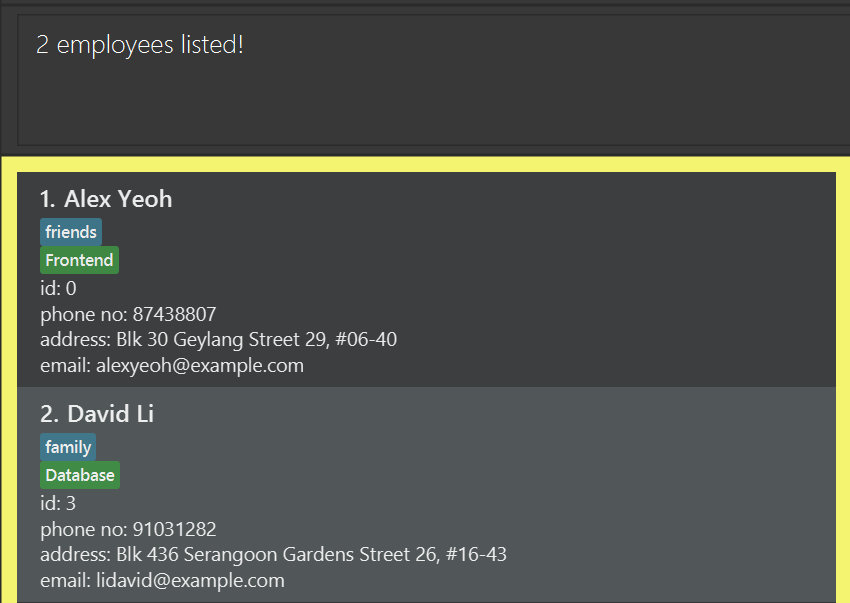 2 employees listed!
1. Alex Yeoh
friends
Frontend
id: 0
phone no: 87438807
address: Blk 30 Geylang Street 29, #06-40
email: alexyeoh@example.com
2. David Li
family
Database
id: 3
phone no: 91031282
address: Blk 436 Serangoon Gardens Street 26, #16-43
email: lidavid@example.com